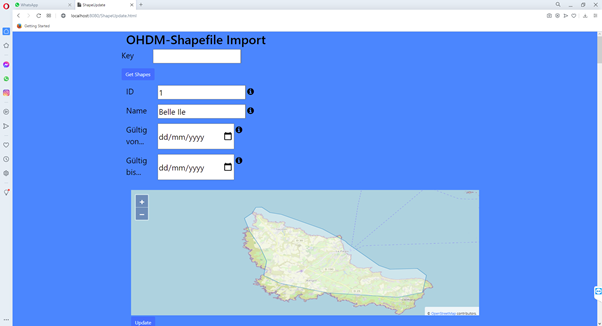 WhatsApp
ShapeUpdate
localhost:8080/ShapeUpdate.html
Getting Started
OHDM-Shapefile Import
Key
Get Shapes
ID 1
Name Belle Ile
Gültig von... dd/mm/yyyy
Gültig bis... dd/mm/yyyy
+
−
© OpenStreetMap contributors.
Update